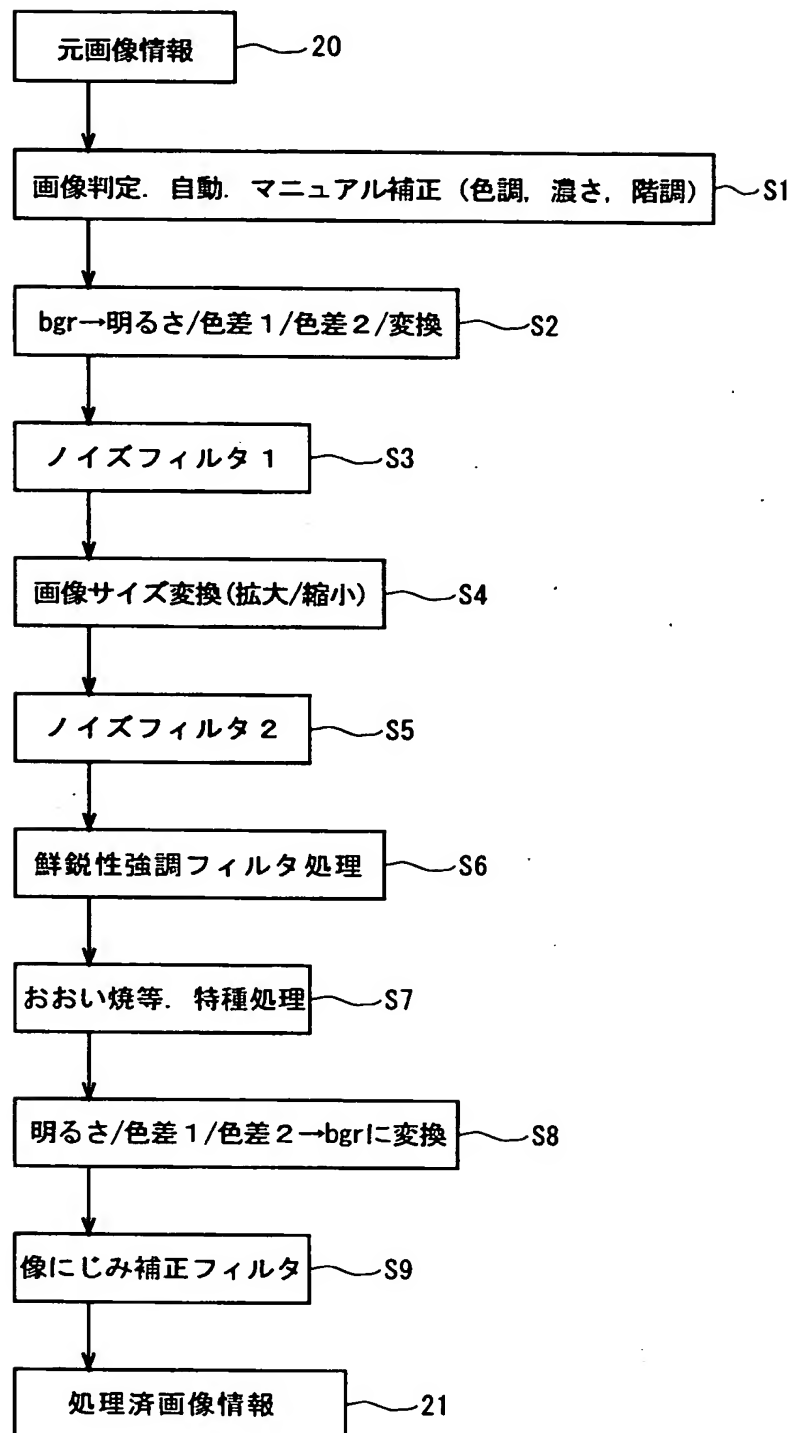 元画像情報 20
画像判定. 自動. マニュアル補正 (色調, 濃さ, 階調) S1
bgr→明るさ/色差1/色差2/変換 S2
ノイズフィルタ1 S3
画像サイズ変換(拡大/縮小) S4
ノイズフィルタ2 S5
鮮鋭性強調フィルタ処理 S6
おおい焼等. 特種処理 S7
明るさ/色差1/色差2→bgrに変換 S8
像にじみ補正フィルタ S9
処理済画像情報 21